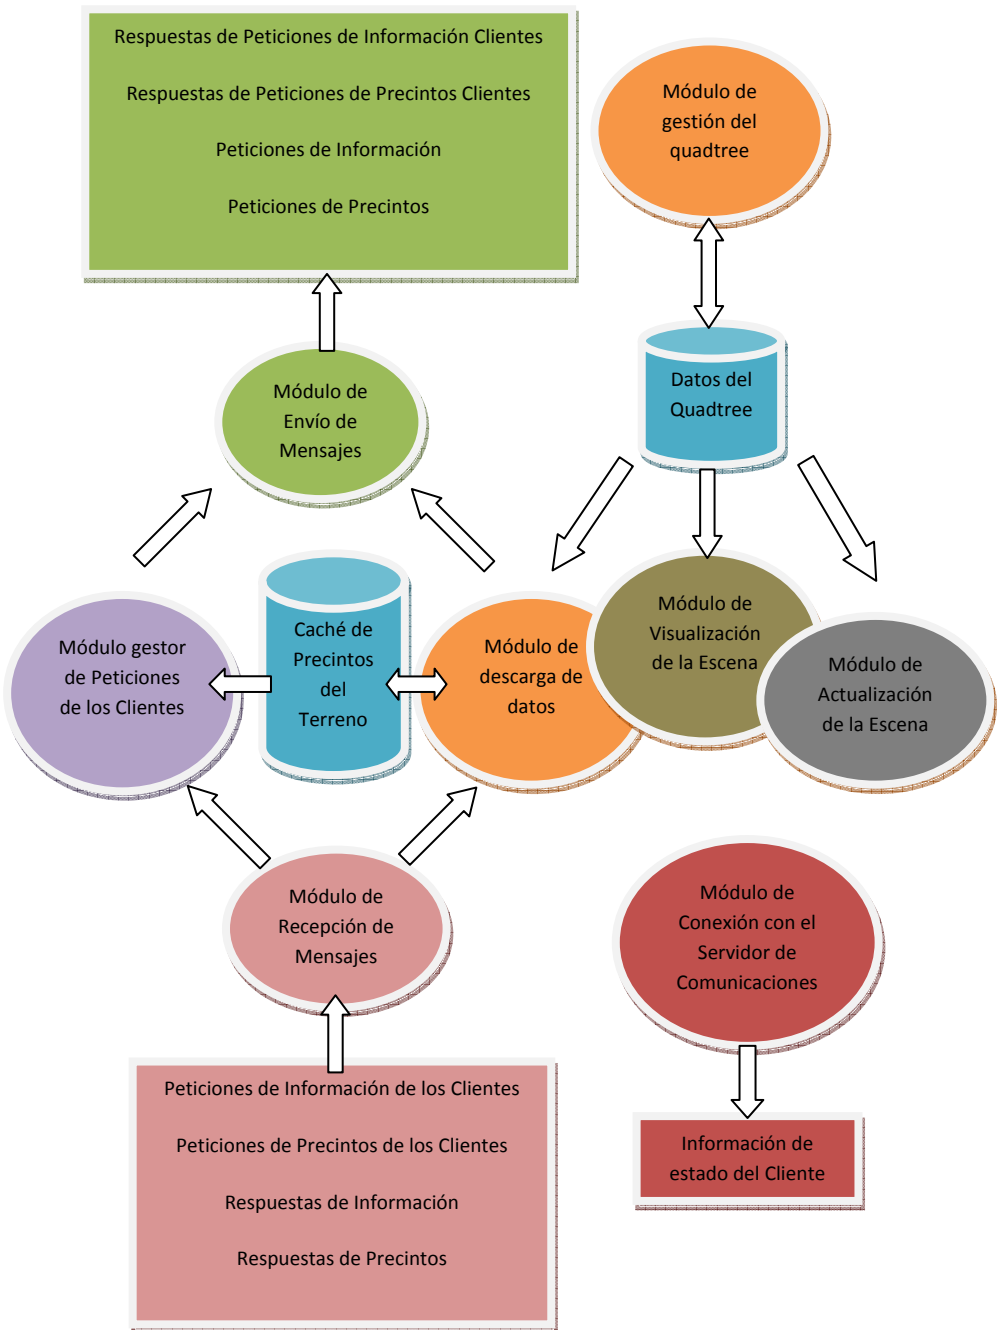 Respuestas de Peticiones de Información Clientes
Respuestas de Peticiones de Precintos Clientes
Peticiones de Información
Peticiones de Precintos
Módulo de
gestión del
quadtree
Datos del
Quadtree
Módulo de
Envío de
Mensajes
Módulo gestor
de Peticiones
de los Clientes
Caché de
Precintos
del
Terreno
Módulo de
descarga de
datos
Módulo de
Visualización
de la Escena
Módulo de
Actualización
de la Escena
Módulo de
Recepción de
Mensajes
Módulo de
Conexión con el
Servidor de
Comunicaciones
Peticiones de Información de los Clientes
Peticiones de Precintos de los Clientes
Respuestas de Información
Respuestas de Precintos
Información de
estado del Cliente